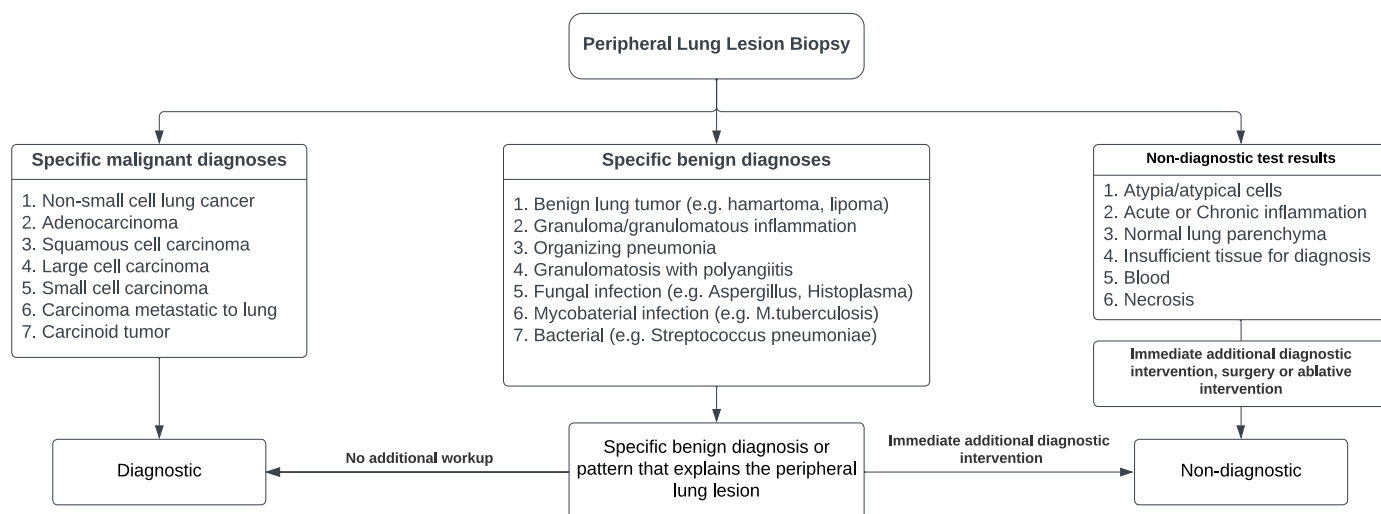 Peripheral Lung Lesion Biopsy
Specific malignant diagnoses
1. Non-small cell lung cancer
2. Adenocarcinoma
3. Squamous cell carcinoma
4. Large cell carcinoma
5. Small cell carcinoma
6. Carcinoma metastatic to lung
7. Carcinoid tumor
Specific benign diagnoses
1. Benign lung tumor (e.g. hamartoma, lipoma)
2. Granuloma/granulomatous inflammation
3. Organizing pneumonia
4. Granulomatosis with polyangiitis
5. Fungal infection (e.g. Aspergillus, Histoplasma)
6. Mycobaterial infection (e.g. M.tuberculosis)
7. Bacterial (e.g. Streptococcus pneumoniae)
Non-diagnostic test results
1. Atypia/atypical cells
2. Acute or Chronic inflammation
3. Normal lung parenchyma
4. Insufficient tissue for diagnosis
5. Blood
6. Necrosis
Immediate additional diagnostic
intervention, surgery or ablative
intervention
Diagnostic
No additional workup
Specific benign diagnosis or
pattern that explains the peripheral
lung lesion
Immediate additional diagnostic
intervention
Non-diagnostic